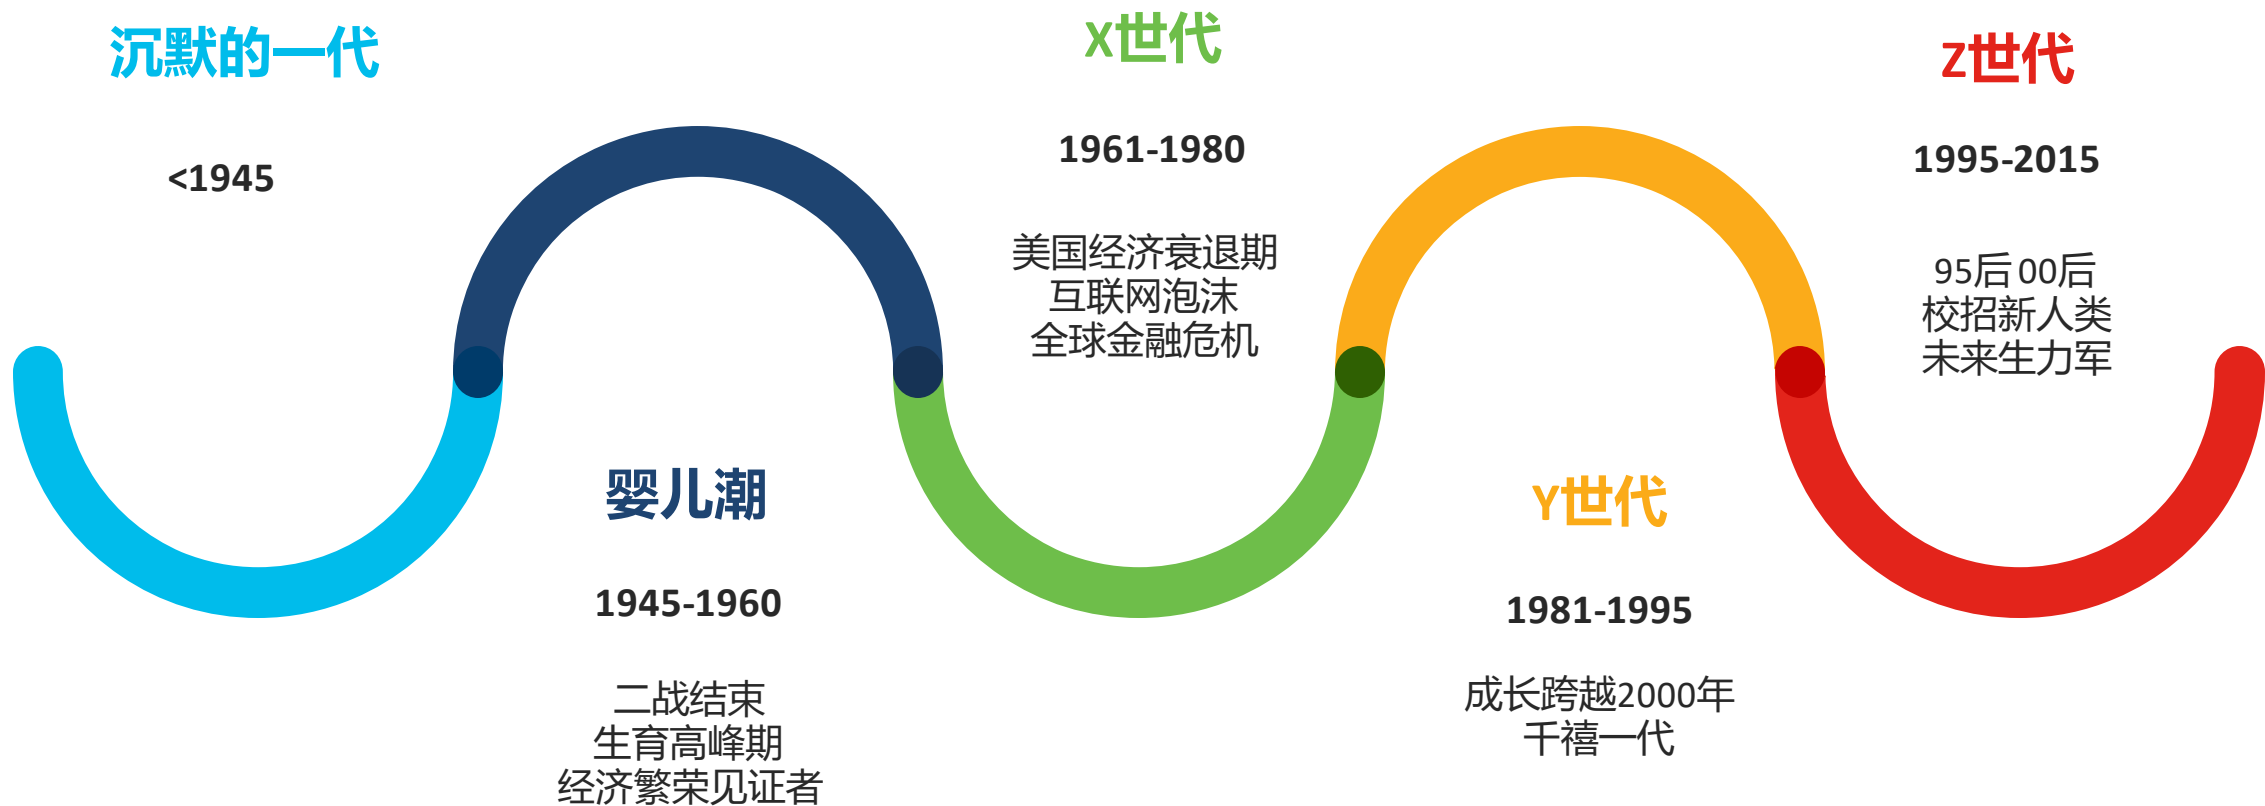 沉默的一代
<1945
婴儿潮
1945-1960
二战结束
生育高峰期
经济繁荣见证者
X世代
1961-1980
美国经济衰退期
互联网泡沫
全球金融危机
Y世代
1981-1995
成长跨越2000年
千禧一代
Z世代
1995-2015
95后 00后
校招新人类
未来生力军